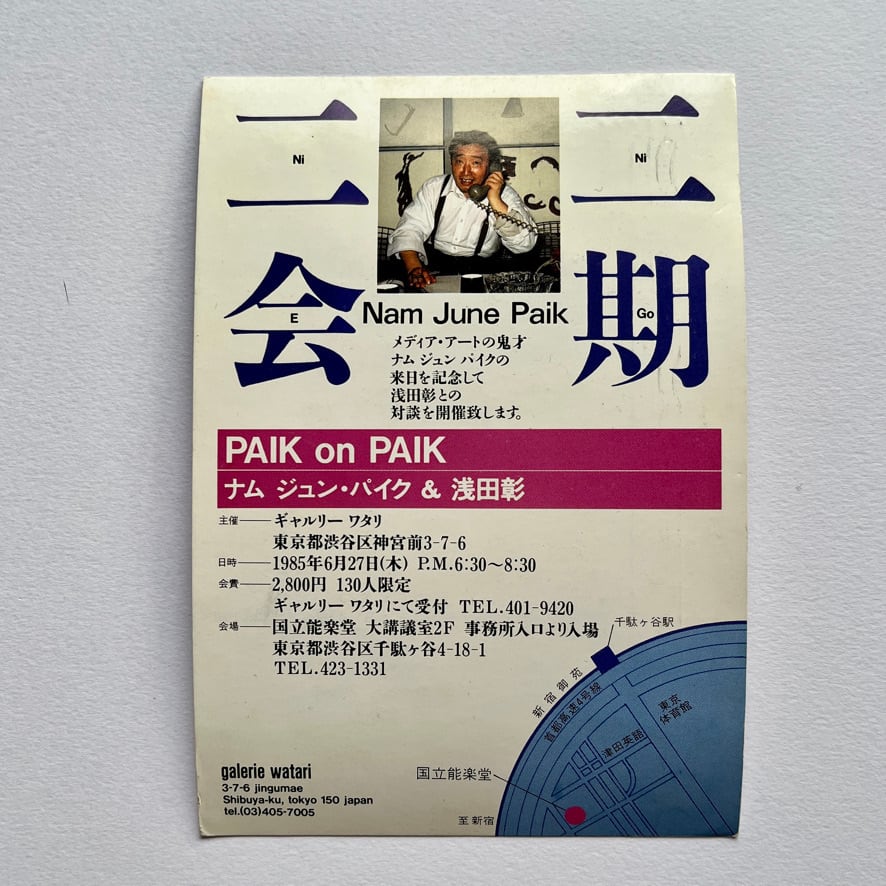 二期
二会
Ni
Go
Ni
E
Nam June Paik
メディア・アートの鬼才
ナム ジュン パイクの
来日を記念して
浅田彰との
対談を開催致します。
PAIK on PAIK
ナム ジュン・パイク & 浅田彰
主催——ギャルリー ワタリ
東京都渋谷区神宮前3-7-6
日時——1985年6月27日(木) P.M.6:30〜8:30
会費——2,800円 130人限定
ギャルリー ワタリにて受付 TEL.401-9420
会場——国立能楽堂 大講議室2F 事務所入口より入場
東京都渋谷区千駄ヶ谷4-18-1
TEL.423-1331
千駄ヶ谷駅
新宿御苑
首都高速4号線
東京
体育館
津田英語
国立能楽堂
至新宿
galerie watari
3-7-6 jingumae
Shibuya-ku, tokyo 150 japan
tel.(03)405-7005